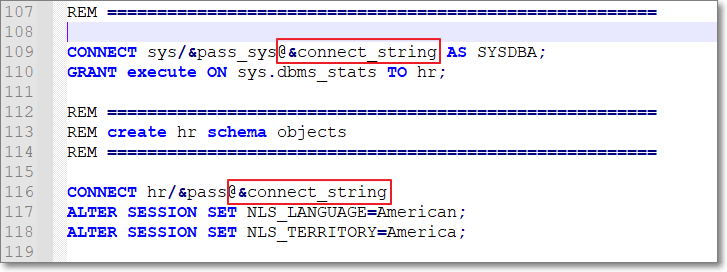 107 REM =======================================================
108
109 CONNECT sys/&pass_sys@&connect_string AS SYSDBA;
110 GRANT execute ON sys.dbms_stats TO hr;
111
112 REM =======================================================
113 REM create hr schema objects
114 REM =======================================================
115
116 CONNECT hr/&pass@&connect_string
117 ALTER SESSION SET NLS_LANGUAGE=American;
118 ALTER SESSION SET NLS_TERRITORY=America;
119